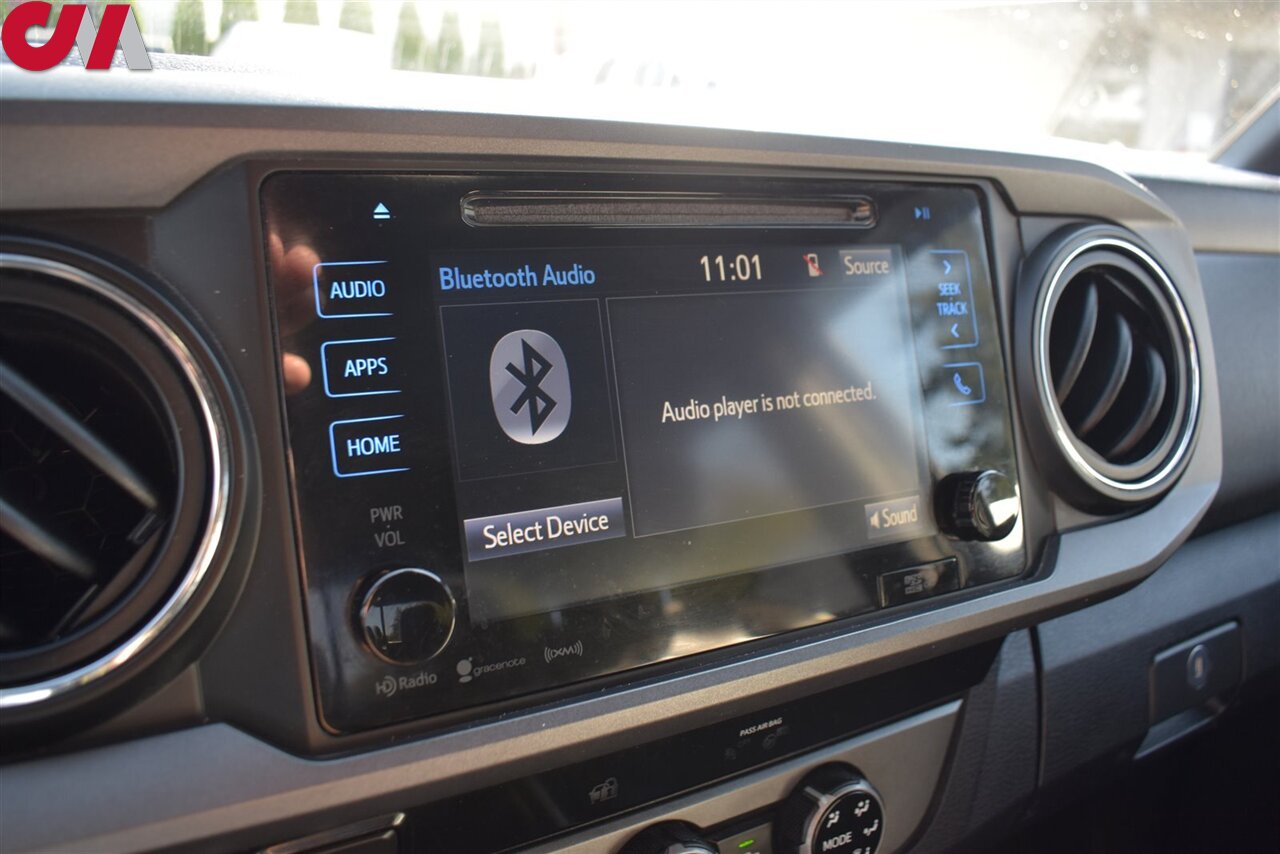 AUDIO
APPS
HOME
PWR
VOL
Bluetooth Audio
11:01
Source
Audio player is not connected.
Select Device
Sound
SEEK
TRACK
HD Radio
gracenote
((XM))
PASS AIR BAG
MODE